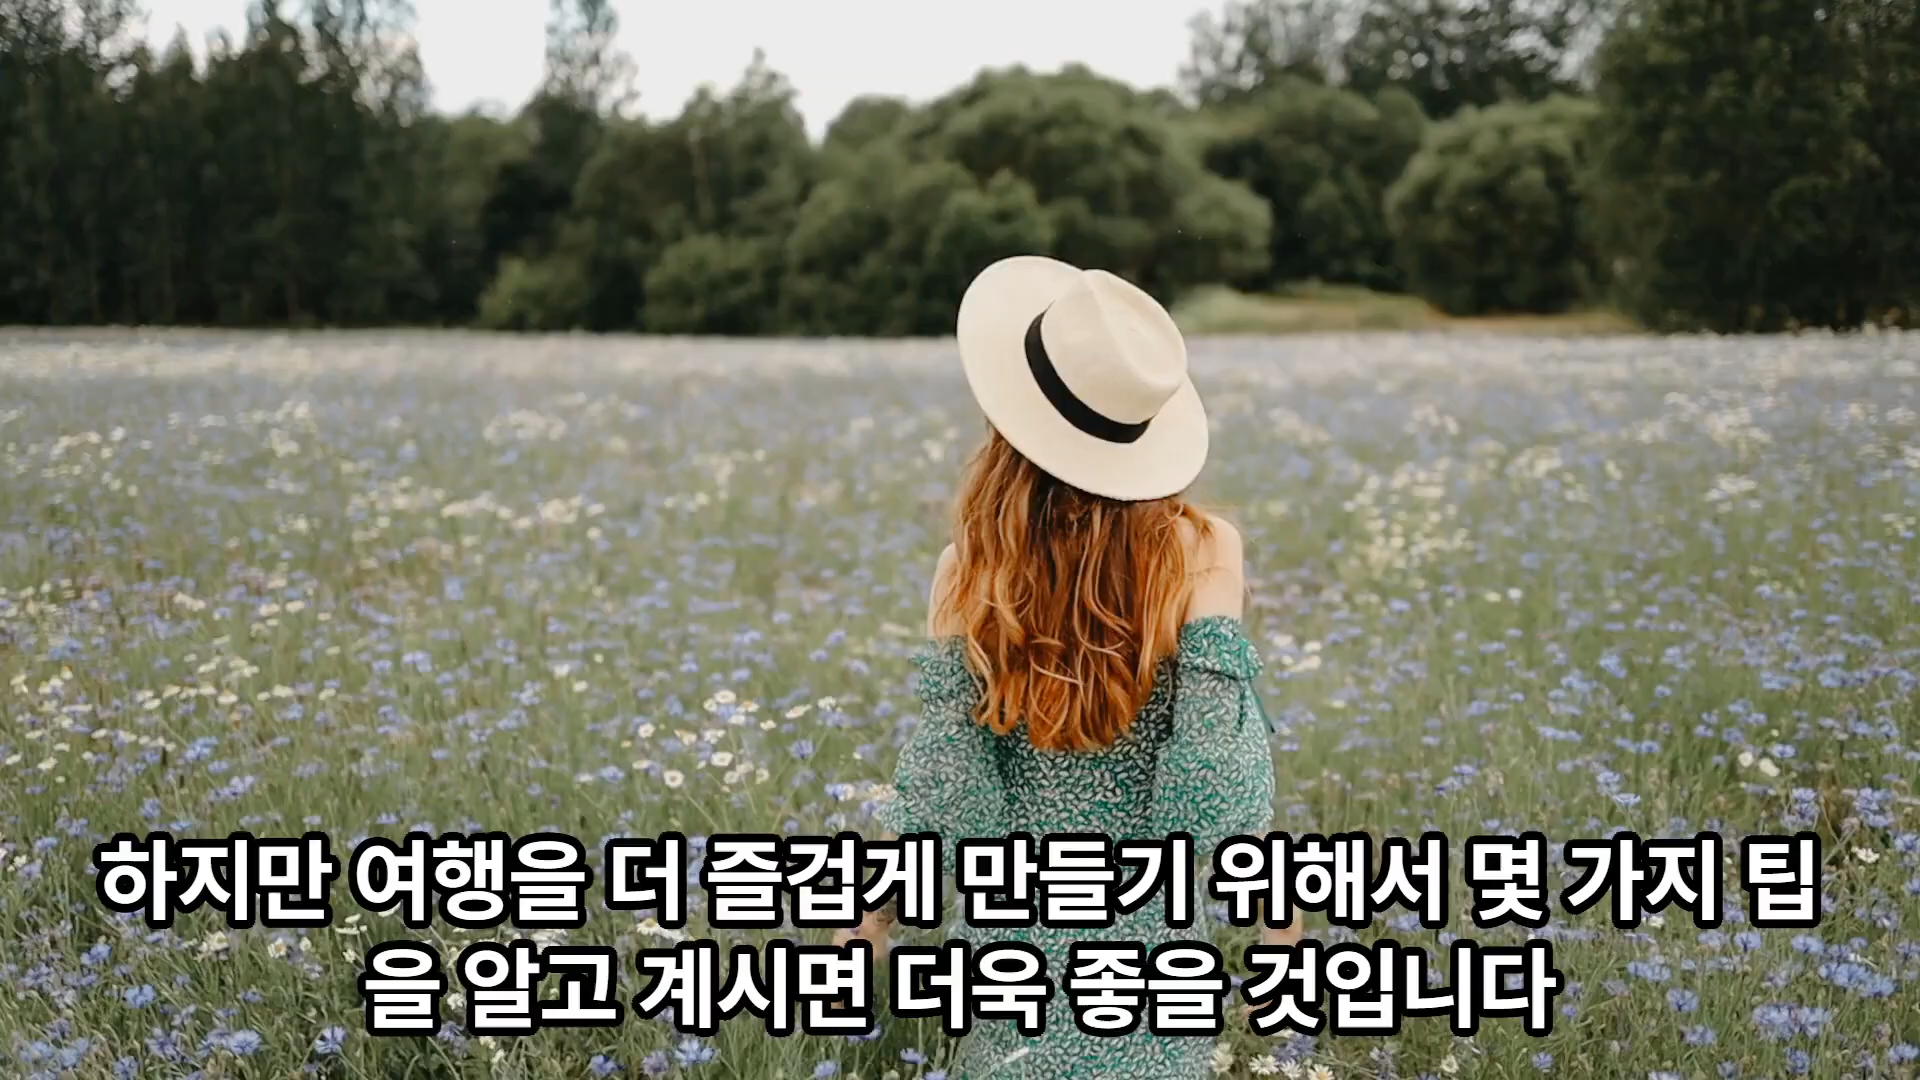 하지만 여행을 더 즐겁게 만들기 위해서 몇 가지 팁
을 알고 계시면 더욱 좋을 것입니다